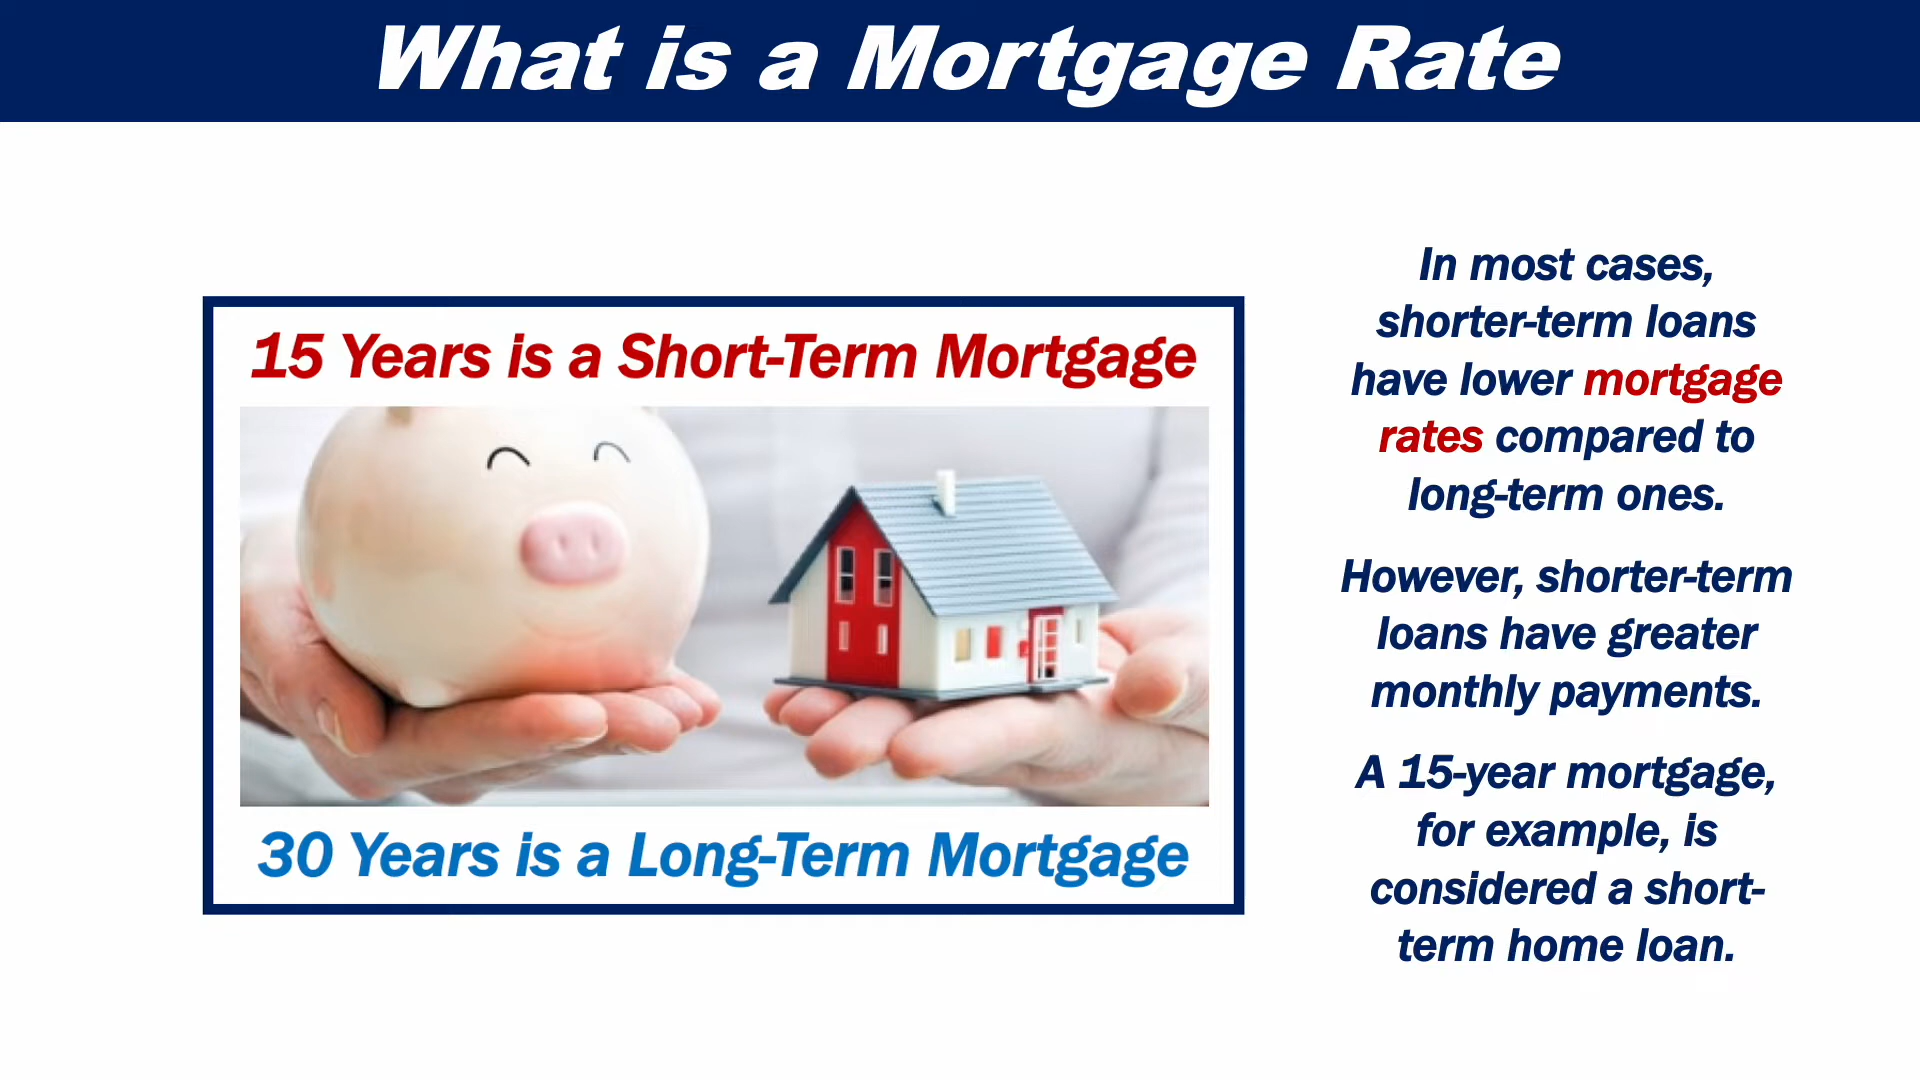 What is a Mortgage Rate
15 Years is a Short-Term Mortgage
30 Years is a Long-Term Mortgage
In most cases,
shorter-term loans
have lower mortgage
rates compared to
long-term ones.
However, shorter-term
loans have greater
monthly payments.
A 15-year mortgage,
for example, is
considered a short-
term home loan.